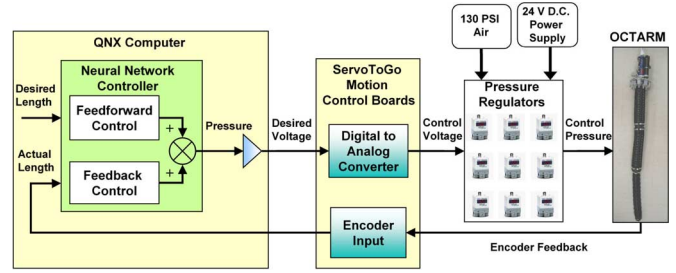 130 PSI
Air
24 V D.C.
Power
Supply
OCTARM
QNX Computer
Neural Network
Controller
Desired
Length
Feedforward
Control
+
Actual
Length
Feedback
Control
+
Pressure
Desired
Voltage
ServoToGo
Motion
Control Boards
Digital to
Analog
Converter
Encoder
Input
Control
Voltage
Pressure
Regulators
Control
Pressure
Encoder Feedback